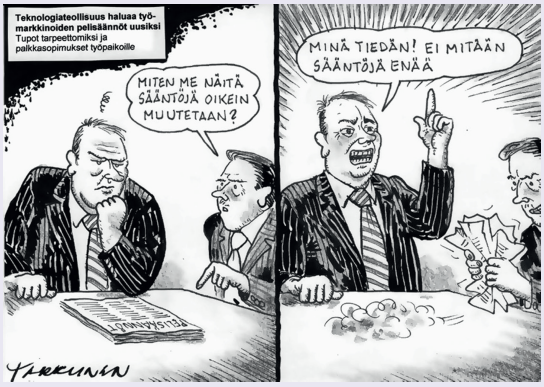 Teknologiateollisuus haluaa työ-
markkinoiden pelisäännöt uusiksi
Tupot tarpeettomiksi ja
palkkasopimukset työpaikoille
MITEN ME NÄITÄ
SÄÄNTÖJÄ OIKEIN
MUUTETAAN?
PELISÄÄNNÖT
TARKUNEN
MINÄ TIEDÄN! EI MITÄÄN
SÄÄNTÖJÄ ENÄÄ